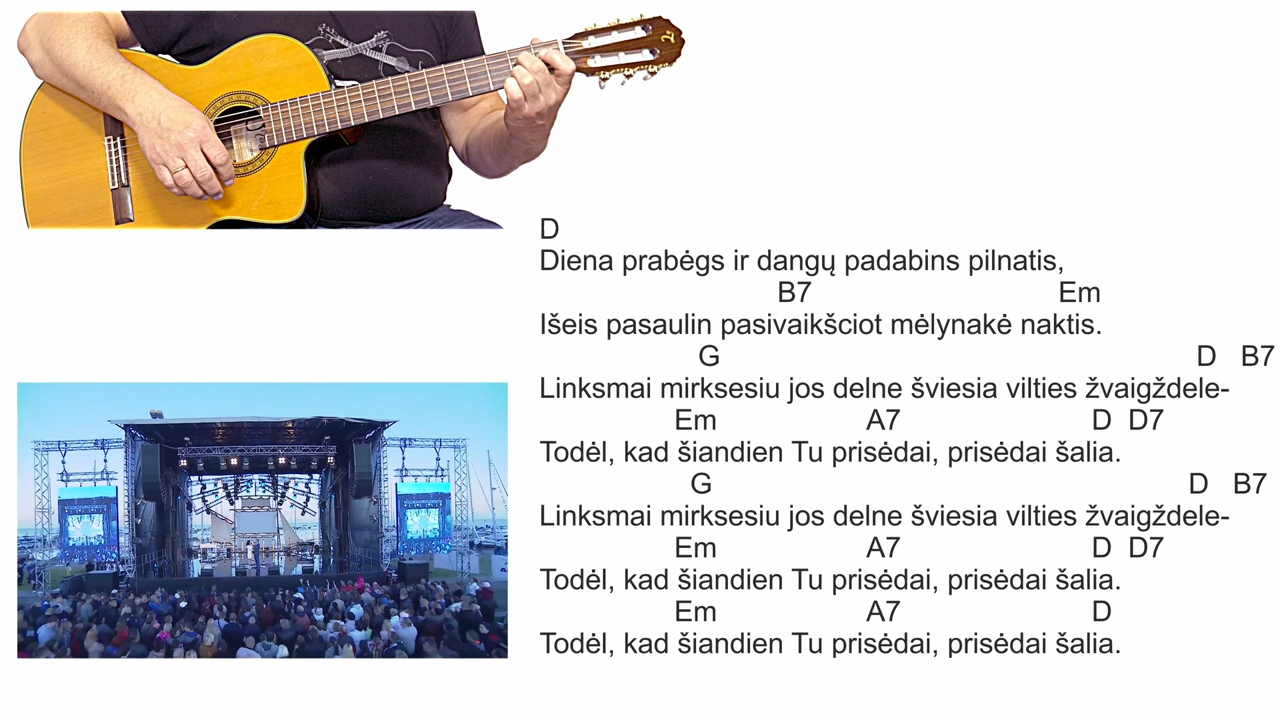 D
Diena prabėgs ir dangų padabins pilnatis,
B7 Em
Išeis pasaulin pasivaikšciot mėlynakė naktis.
G D B7
Linksmai mirksesiu jos delne šviesia vilties žvaigždele-
Em A7 D D7
Todėl, kad šiandien Tu prisėdai, prisėdai šalia.
G D B7
Linksmai mirksesiu jos delne šviesia vilties žvaigždele-
Em A7 D D7
Todėl, kad šiandien Tu prisėdai, prisėdai šalia.
Em A7 D
Todėl, kad šiandien Tu prisėdai, prisėdai šalia.